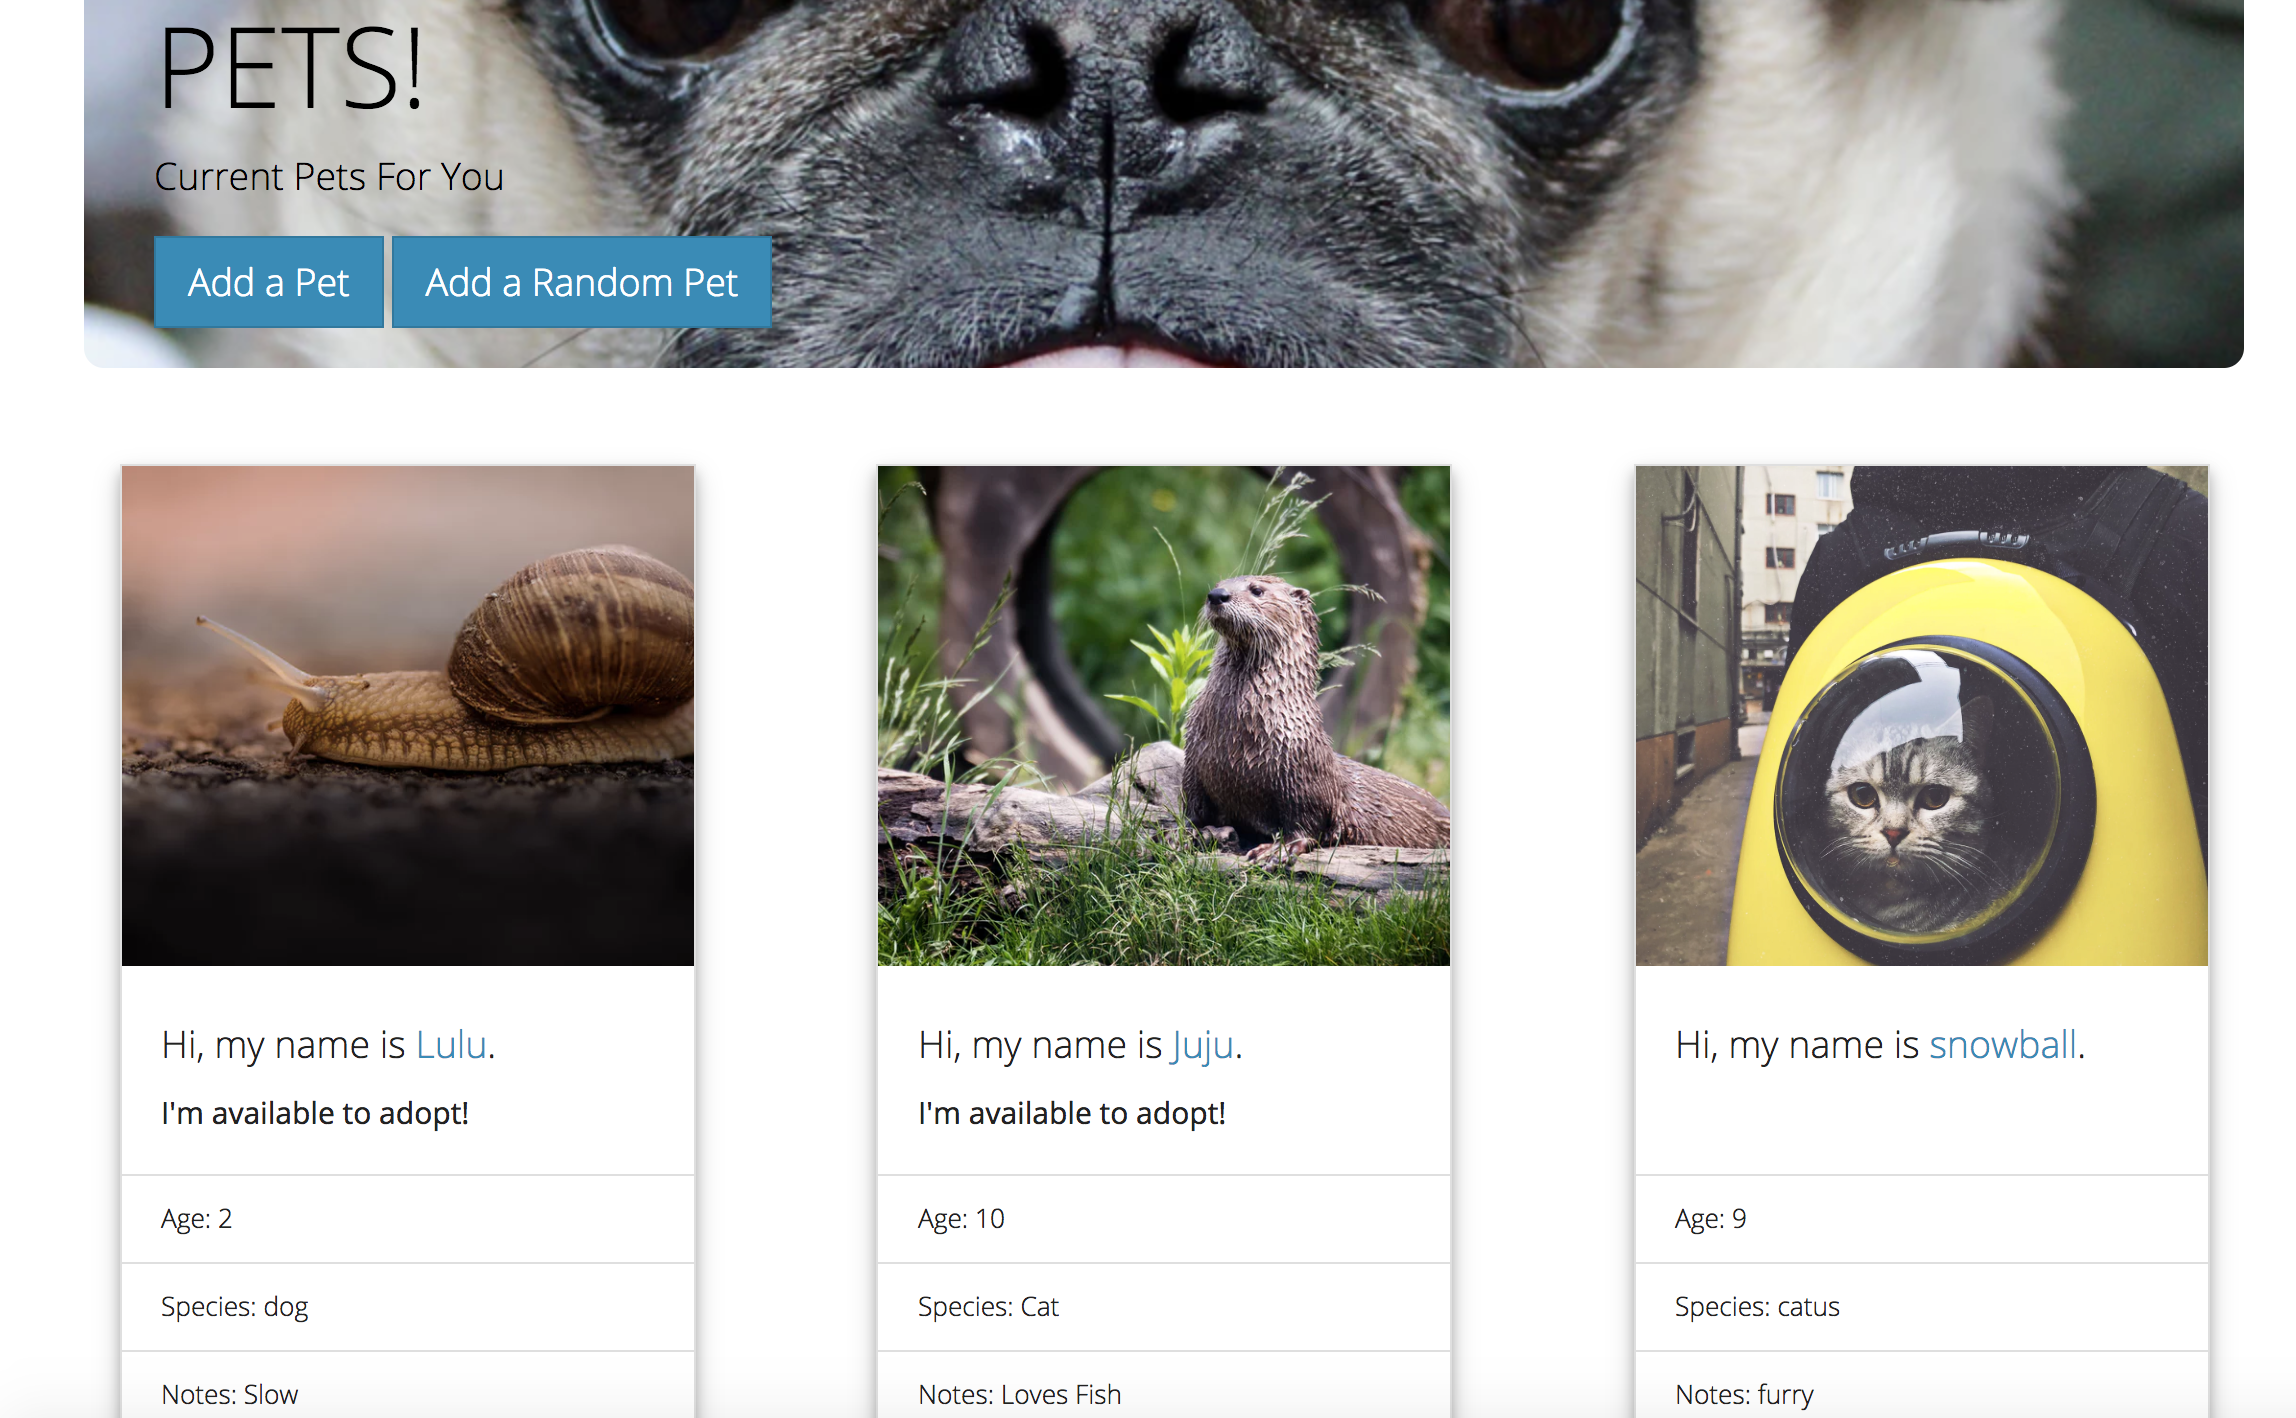 PETS!
Current Pets For You
Add a Pet
Add a Random Pet
Hi, my name is Lulu.
I'm available to adopt!
Age: 2
Species: dog
Notes: Slow
Hi, my name is Juju.
I'm available to adopt!
Age: 10
Species: Cat
Notes: Loves Fish
Hi, my name is snowball.
Age: 9
Species: catus
Notes: furry